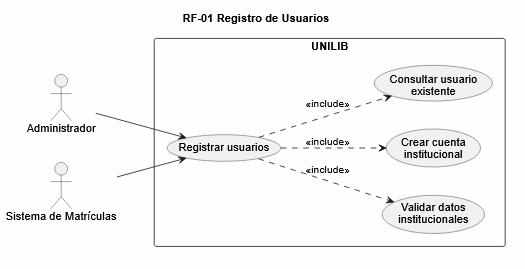 RF-01 Registro de Usuarios
UNILIB
Consultar usuario
existente
«include»
Administrador
Registrar usuarios
«include»
Crear cuenta
institucional
«include»
Sistema de Matrículas
Validar datos
institucionales